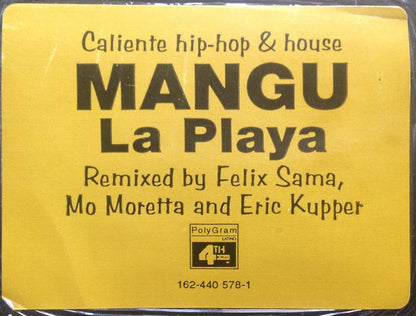 Caliente hip-hop & house
MANGU
La Playa
Remixed by Felix Sama,
Mo Moretta and Eric Kupper
PolyGram
LATINO
4TH
162-440 578-1